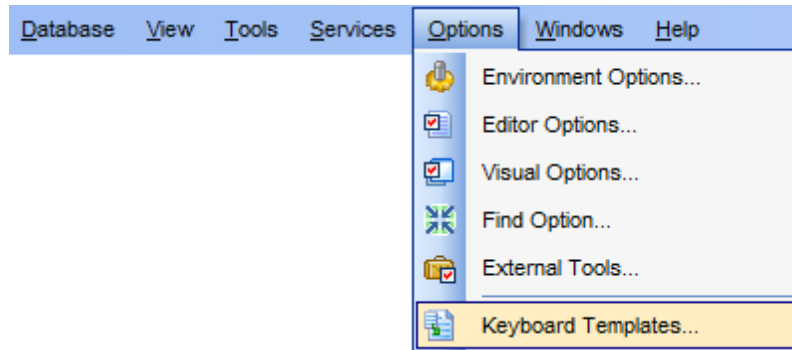 Database View Tools Services Options Windows Help
Environment Options...
Editor Options...
Visual Options...
Find Option...
External Tools...
Keyboard Templates...